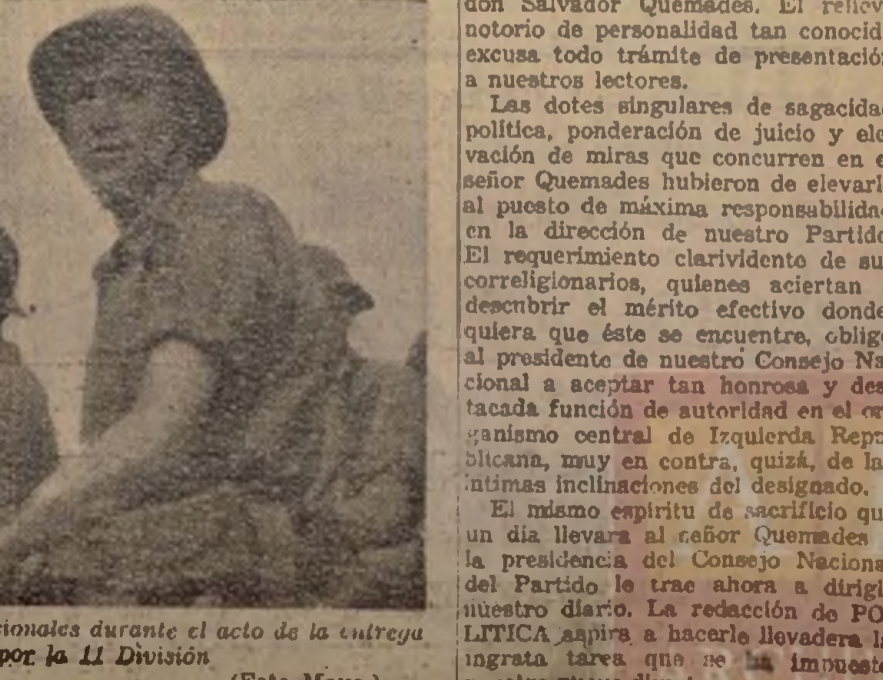 don Salvador Quemades. El reliev
notorio de personalidad tan conocid
excusa todo trámite de presentació
a nuestros lectores.
Las dotes singulares de sagacida
política, ponderación de juicio y ele
vación de miras que concurren en e
señor Quemades hubieron de elevarl
al puesto de máxima responsabilida
en la dirección de nuestro Partido
El requerimiento clarividente de su
correligionarios, quienes aciertan
descubrir el mérito efectivo donde
quiera que éste se encuentre, oblig
al presidente de nuestro Consejo Na
cional a aceptar tan honrosa y des
tacada función de autoridad en el or
ganismo central de Izquierda Repu
blicana, muy en contra, quizá, de la
íntimas inclinaciones del designado.
El mismo espíritu de sacrificio qu
un día llevara al señor Quemades
la presidencia del Consejo Naciona
del Partido le trae ahora a dirigi
nuestro diario. La redacción de PO
LITICA aspira a hacerle llevadera la
ingrata tarea que se ha impuesto
cionales durante el acto de la entrega
por la 11 División